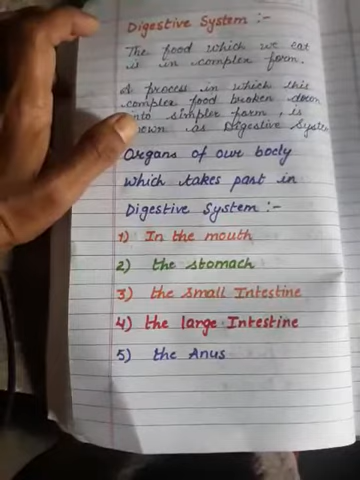 Digestive System :-
The food which we eat
is in complex form.
A process in which this
complex food broken down
into simpler form, is
known as Digestive System
Organs of our body
which takes part in
Digestive System :-
1) In the mouth
2) the stomach
3) the small Intestine
4) the large Intestine
5) the Anus